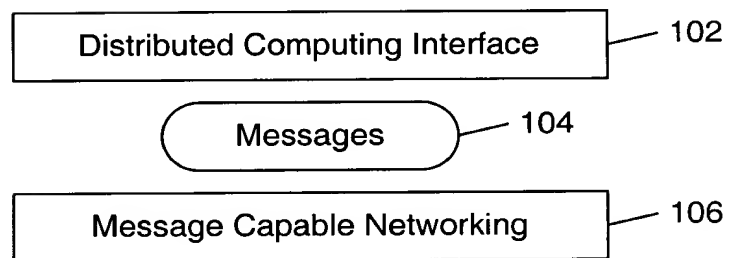 Distributed Computing Interface 102
Messages 104
Message Capable Networking 106